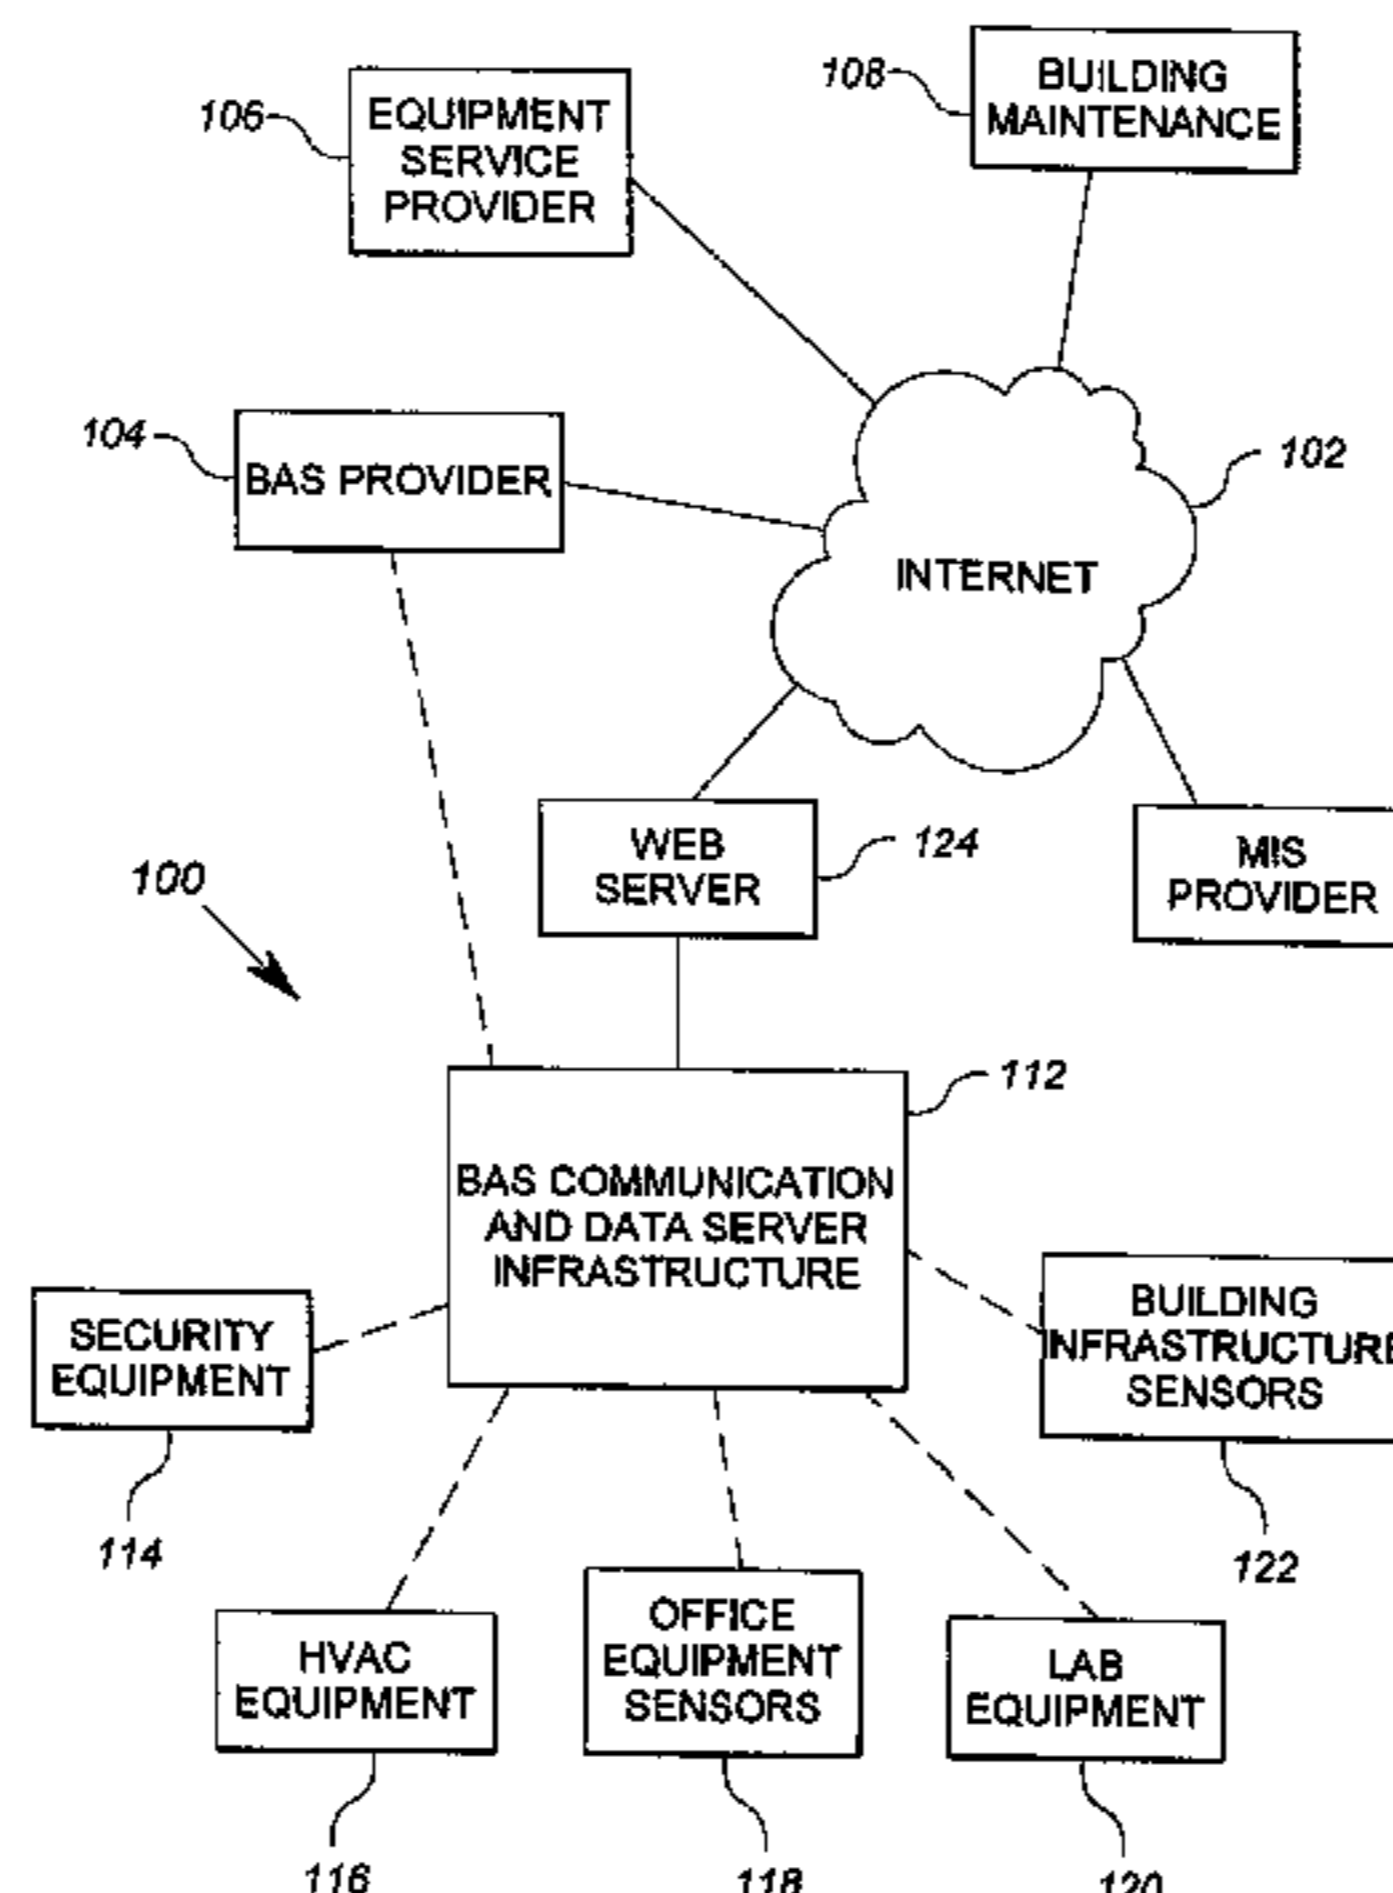 108
BUILDING
MAINTENANCE
106
EQUIPMENT
SERVICE
PROVIDER
104
BAS PROVIDER
102
INTERNET
WEB
SERVER
124
MIS
PROVIDER
100
112
BAS COMMUNICATION
AND DATA SERVER
INFRASTRUCTURE
SECURITY
EQUIPMENT
BUILDING
INFRASTRUCTURE
SENSORS
114
122
HVAC
EQUIPMENT
OFFICE
EQUIPMENT
SENSORS
LAB
EQUIPMENT
116
118
120